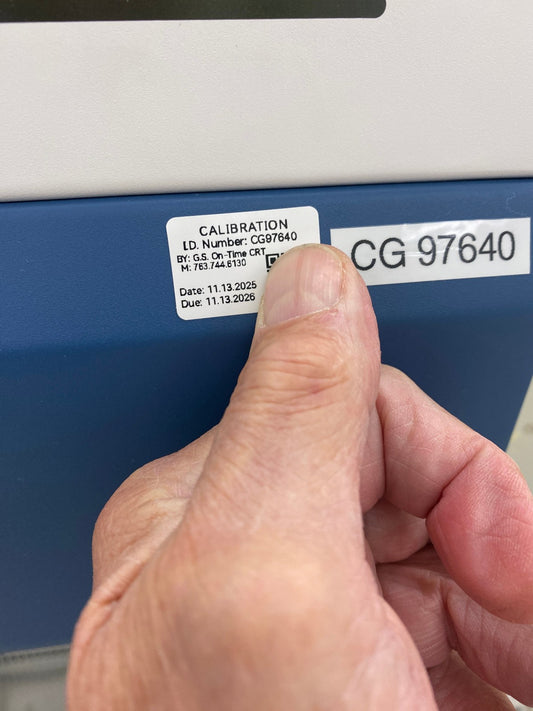 CALIBRATION
I.D. Number: CG97640
BY: G.S. On-Time CRT
M: 763.744.6130
Date: 11.13.2025
Due: 11.13.2026
CG 97640